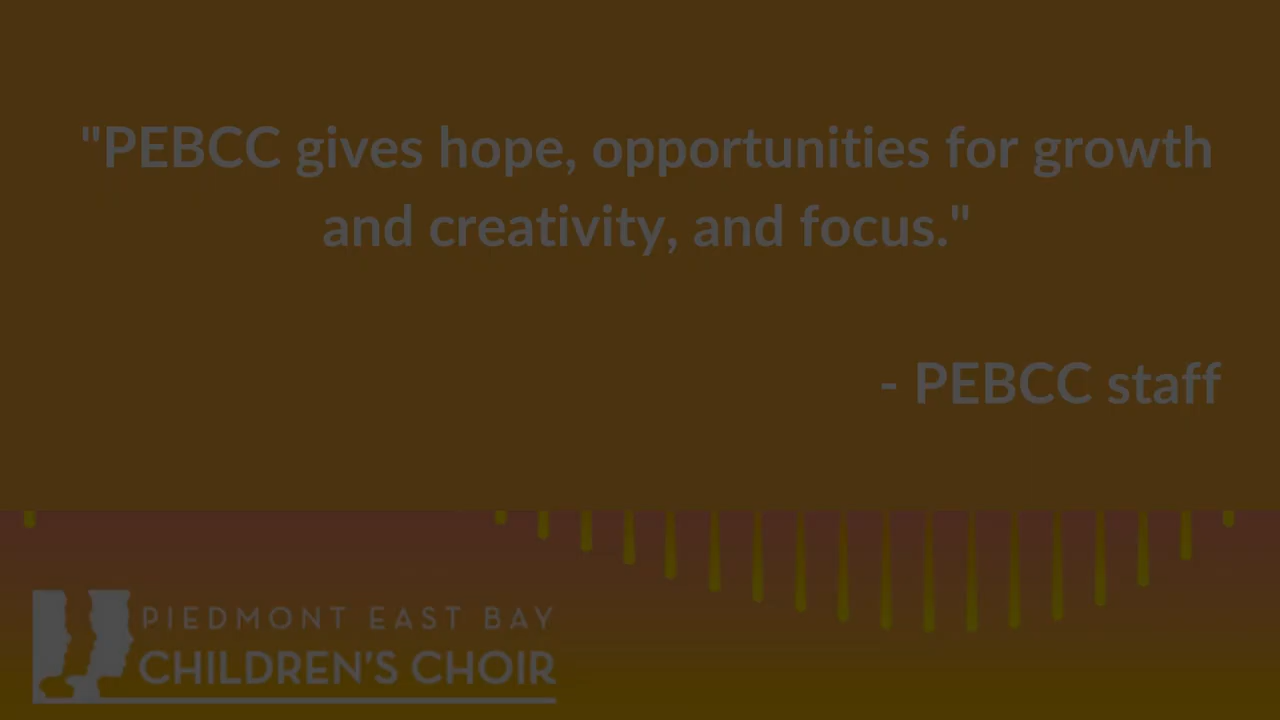 "PEBCC gives hope, opportunities for growth
and creativity, and focus."
- PEBCC staff
PIEDMONT EAST BAY
CHILDREN'S CHOIR